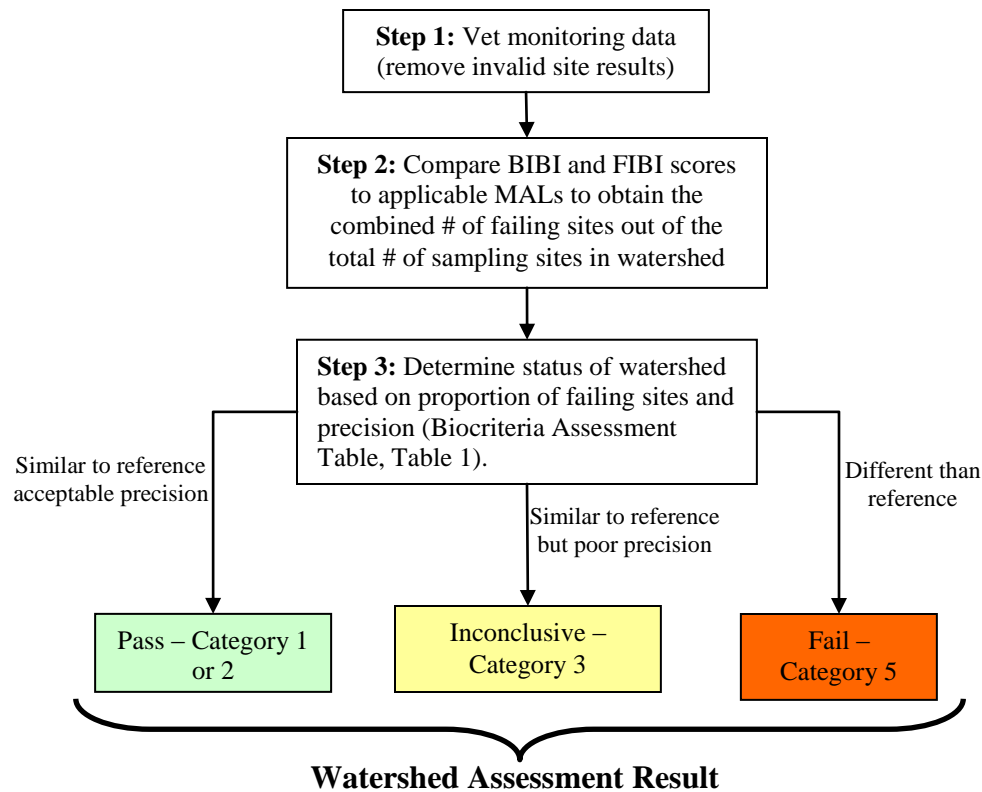 Step 1: Vet monitoring data
(remove invalid site results)
Step 2: Compare BIBI and FIBI scores
to applicable MALs to obtain the
combined # of failing sites out of the
total # of sampling sites in watershed
Step 3: Determine status of watershed
based on proportion of failing sites and
precision (Biocriteria Assessment
Table, Table 1).
Similar to reference
acceptable precision
Similar to reference
but poor precision
Different than
reference
Pass – Category 1
or 2
Inconclusive –
Category 3
Fail –
Category 5
Watershed Assessment Result